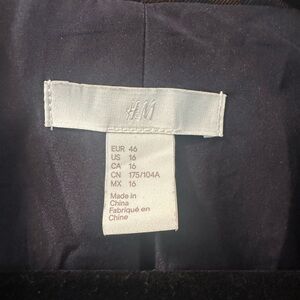 H&M
EUR 46
US 16
CA 16
CN 175/104A
MX 16
Made in
China
Fabriqué en
Chine